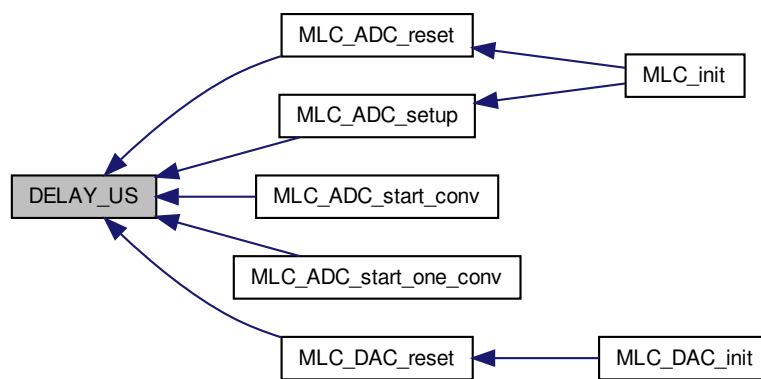 MLC_ADC_reset
MLC_init
MLC_ADC_setup
DELAY_US
MLC_ADC_start_conv
MLC_ADC_start_one_conv
MLC_DAC_reset
MLC_DAC_init